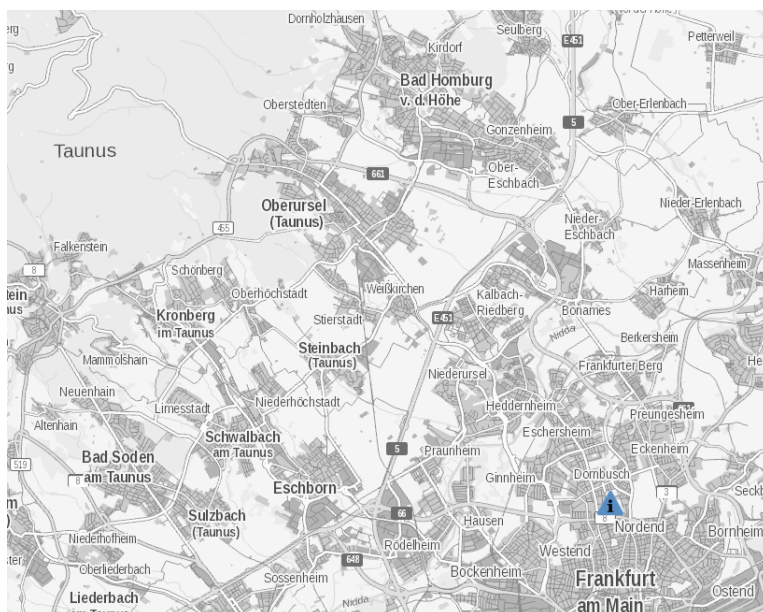 Dornholzhausen
Seulberg
Kirdorf
E451
Petterweil
Bad Homburg
v. d. Höhe
Oberstedten
Ober-Erlenbach
5
Gonzenheim
Taunus
Ober-
Eschbach
661
Oberursel
(Taunus)
Nieder-Erlenbach
Nieder-
Eschbach
455
Falkenstein
Massenheim
8
Schönberg
Weißkirchen
Kalbach-
Riedberg
Harheim
Oberhöchstadt
Bonames
Kronberg
im Taunus
Stierstadt
E451
Nidda
Berkersheim
Steinbach
(Taunus)
Mammolshain
Niederursel
Frankfurter Berg
Neuenhain
Niederhöchstadt
Limesstadt
Heddernheim
Preungesheim
Altenhain
Eschersheim
Schwalbach
am Taunus
5
Praunheim
Eckenheim
Bad Soden
am Taunus
519
8
Ginnheim
Dornbusch
Eschborn
3
Sulzbach
(Taunus)
66
Hausen
8
Nordend
Bornheim
Niederhofheim
Rödelheim
Westend
Oberliederbach
648
Sossenheim
Bockenheim
Frankfurt
am Main
Ostend
Liederbach
am Taunus
Nidda